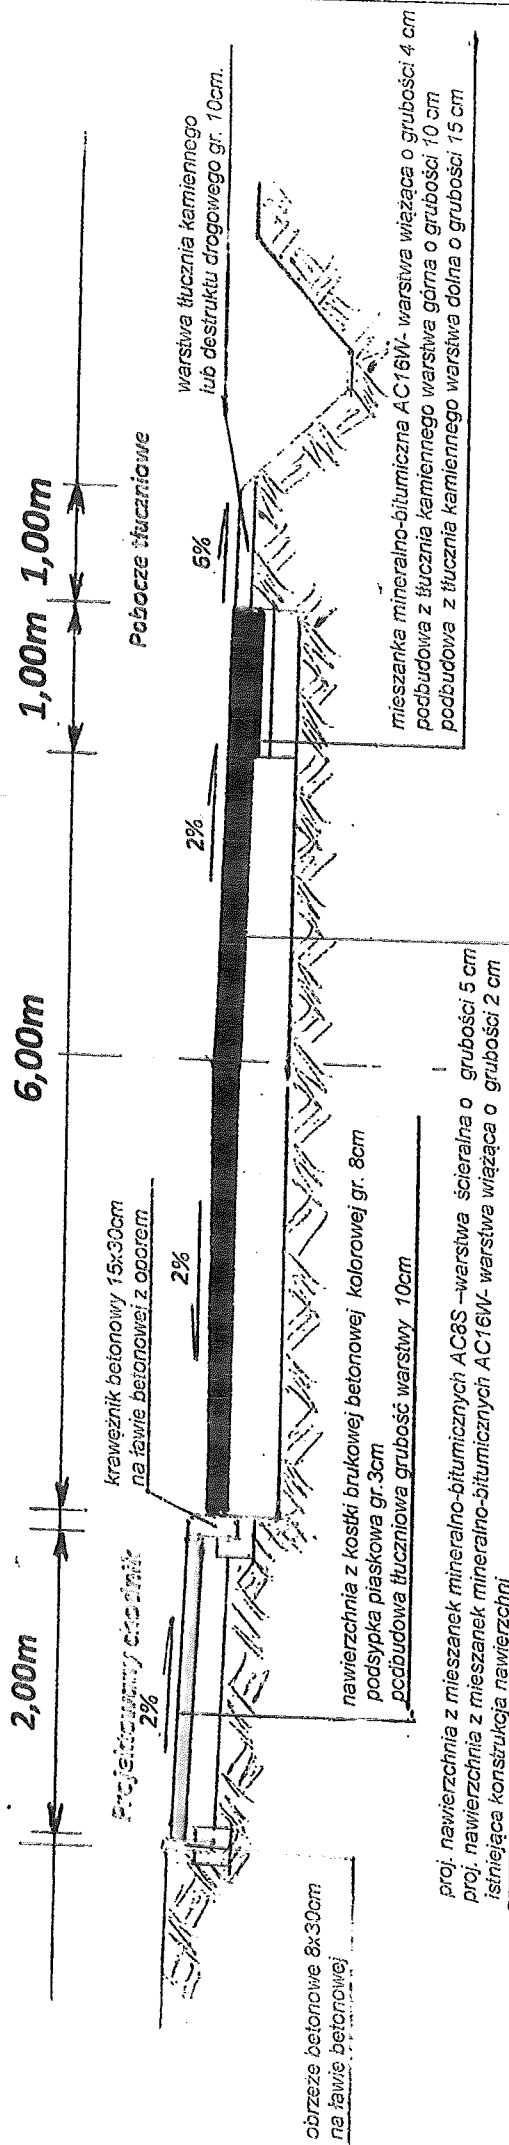 2,00m
6,00m
1,00m
1,00m
Projektowany chodnik
2%
krawężnik betonowy 15x30cm
na ławie betonowej z oporem
2%
2%
Pobocze tłuczniowe
6%
warstwa tłucznia kamiennego
lub destruktu drogowego gr. 10cm.
obrzeże betonowe 8x30cm
na ławie betonowej
nawierzchnia z kostki brukowej betonowej kolorowej gr. 8cm
podsypka piaskowa gr.3cm
podbudowa tłuczniowa grubość warstwy 10cm
proj. nawierzchnia z mieszanek mineralno-bitumicznych AC8S –warstwa ścieralna o grubości 5 cm
proj. nawierzchnia z mieszanek mineralno-bitumicznych AC16W- warstwa wiążąca o grubości 2 cm
istniejąca konstrukcja nawierzchni
mieszanka mineralno-bitumiczna AC16W- warstwa wiążąca o grubości 4 cm
podbudowa z tłucznia kamiennego warstwa górna o grubości 10 cm
podbudowa z tłucznia kamiennego warstwa dolna o grubości 15 cm